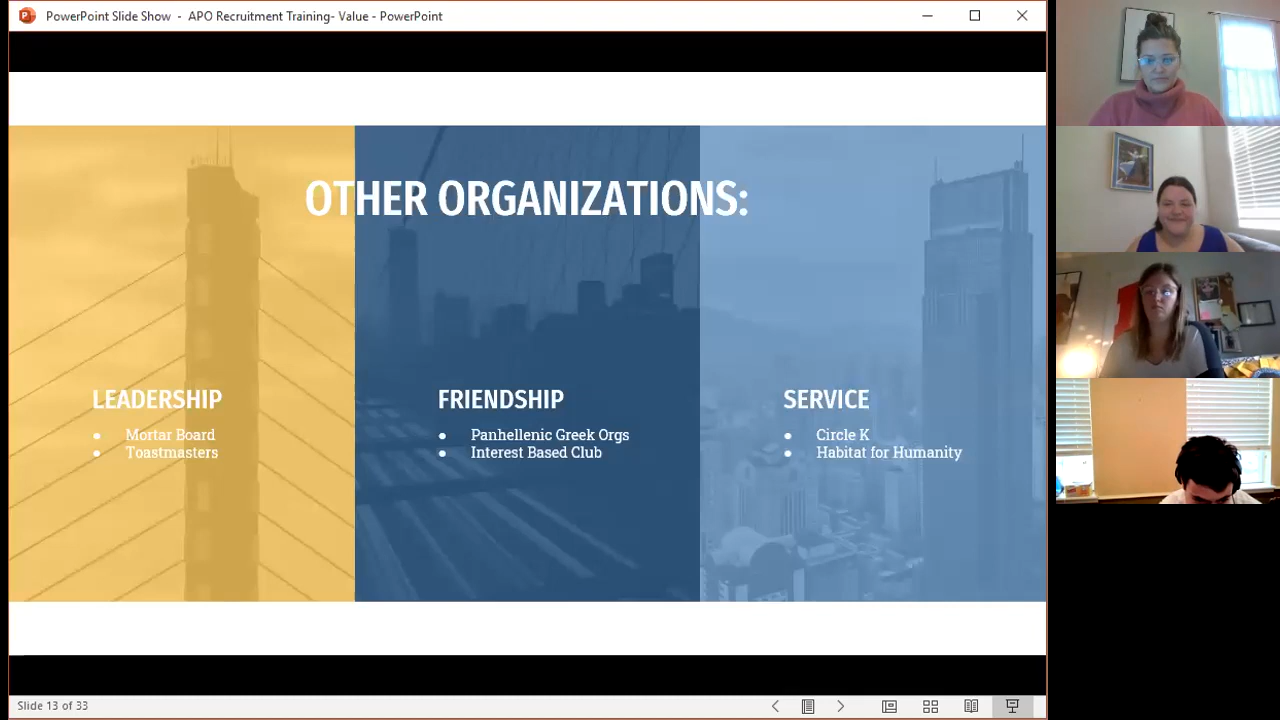 PowerPoint Slide Show - APO Recruitment Training- Value - PowerPoint
OTHER ORGANIZATIONS:
LEADERSHIP
● Mortar Board
● Toastmasters
FRIENDSHIP
● Panhellenic Greek Orgs
● Interest Based Club
SERVICE
● Circle K
● Habitat for Humanity
Slide 13 of 33